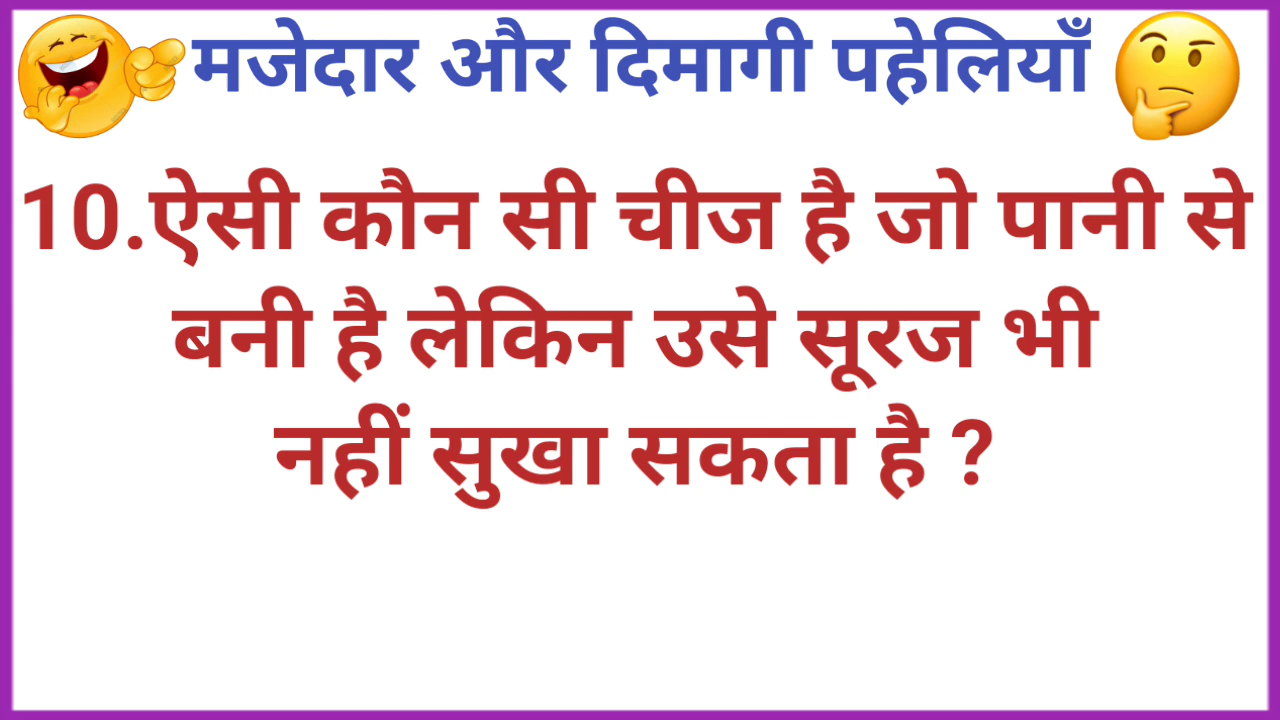 मजेदार और दिमागी पहेलियाँ
10.ऐसी कौन सी चीज है जो पानी से
बनी है लेकिन उसे सूरज भी
नहीं सुखा सकता है ?